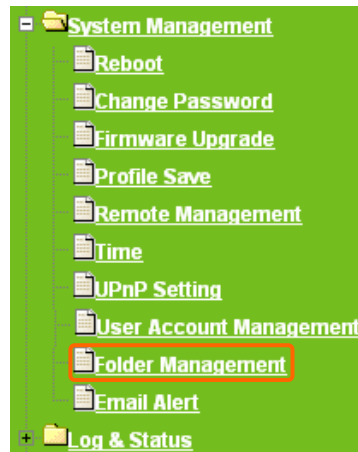 System Management
Reboot
Change Password
Firmware Upgrade
Profile Save
Remote Management
Time
UPnP Setting
User Account Management
Folder Management
Email Alert
Log & Status